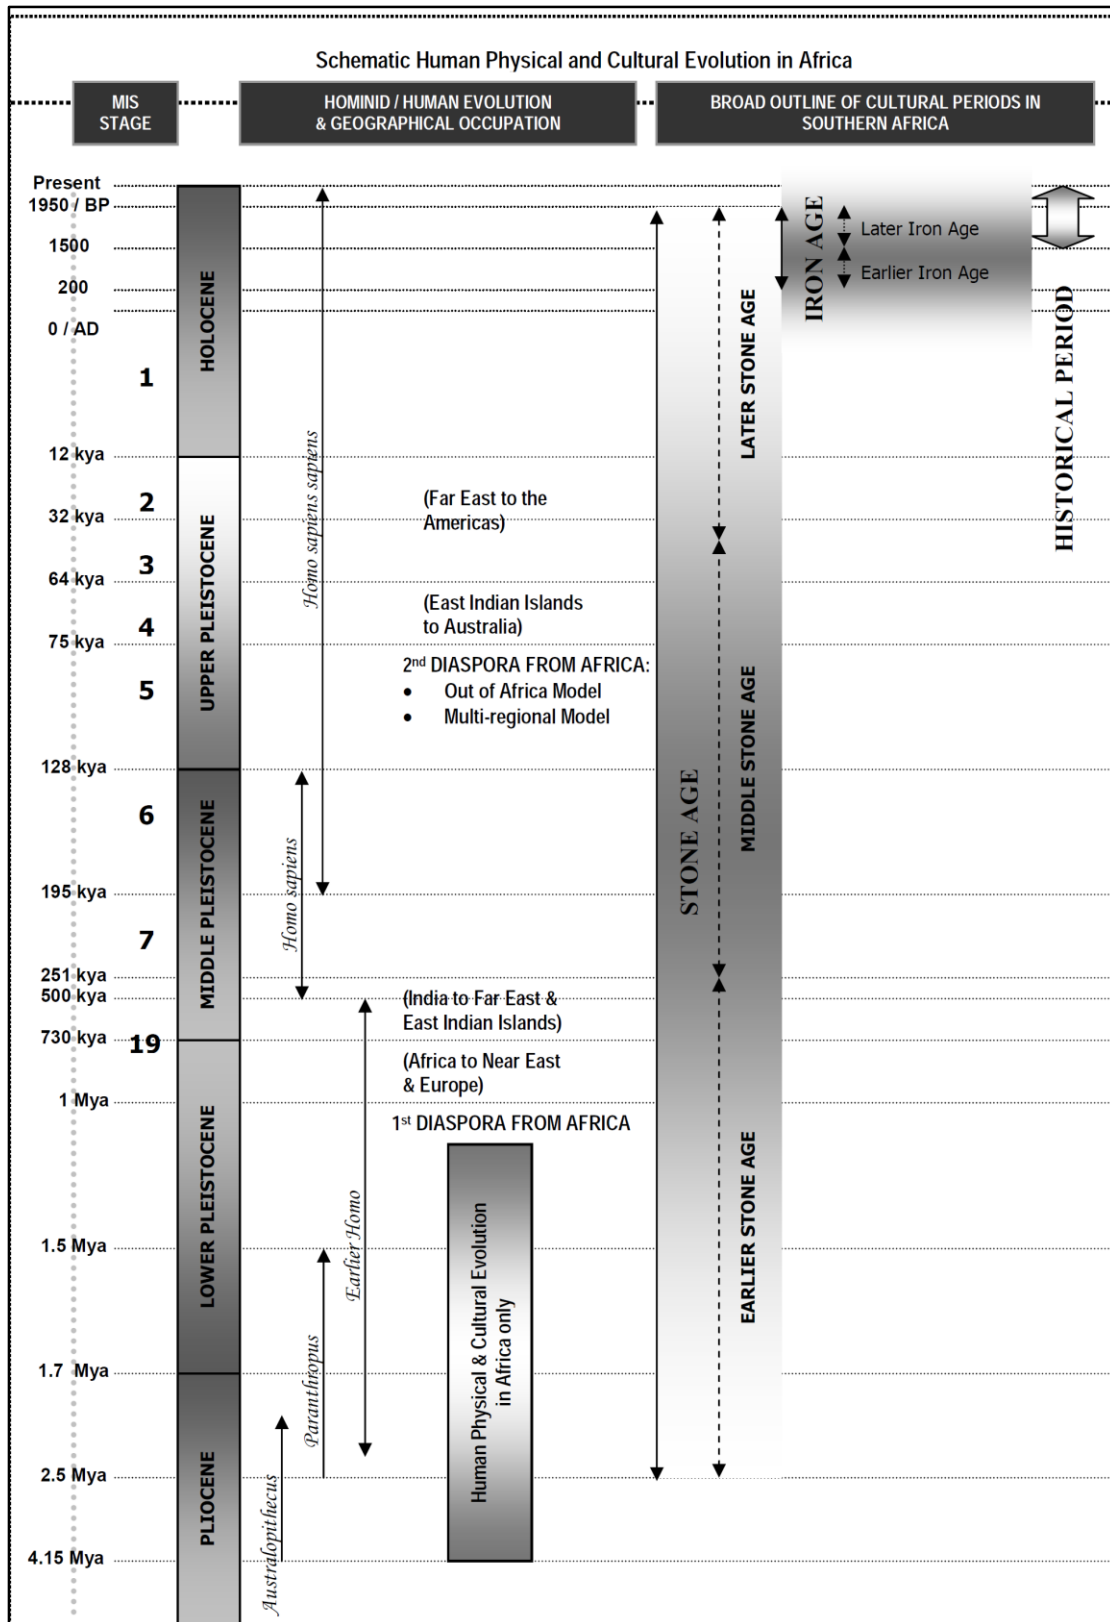 Schematic Human Physical and Cultural Evolution in Africa
MIS
STAGE
HOMINID / HUMAN EVOLUTION
& GEOGRAPHICAL OCCUPATION
BROAD OUTLINE OF CULTURAL PERIODS IN
SOUTHERN AFRICA
Present
1950 / BP
1500
200
0 / AD
12 kya
32 kya
64 kya
75 kya
128 kya
195 kya
251 kya
500 kya
730 kya
1 Mya
1.5 Mya
1.7 Mya
2.5 Mya
4.15 Mya
1
2
3
4
5
6
7
19
HOLOCENE
UPPER PLEISTOCENE
MIDDLE PLEISTOCENE
LOWER PLEISTOCENE
PLIOCENE
Homo sapiens sapiens
Homo sapiens
Earlier Homo
Paranthropus
Australopithecus
(Far East to the
Americas)
(East Indian Islands
to Australia)
2nd DIASPORA FROM AFRICA:
• Out of Africa Model
• Multi-regional Model
(India to Far East &
East Indian Islands)
(Africa to Near East
& Europe)
1st DIASPORA FROM AFRICA
Human Physical & Cultural Evolution
in Africa only
STONE AGE
LATER STONE AGE
MIDDLE STONE AGE
EARLIER STONE AGE
IRON AGE
Later Iron Age
Earlier Iron Age
HISTORICAL PERIOD